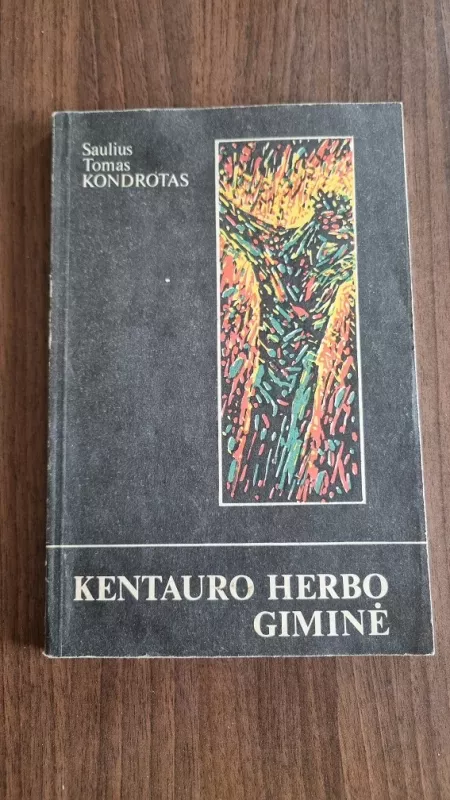 Saulius
Tomas
KONDROTAS
KENTAURO HERBO
GIMINĖ